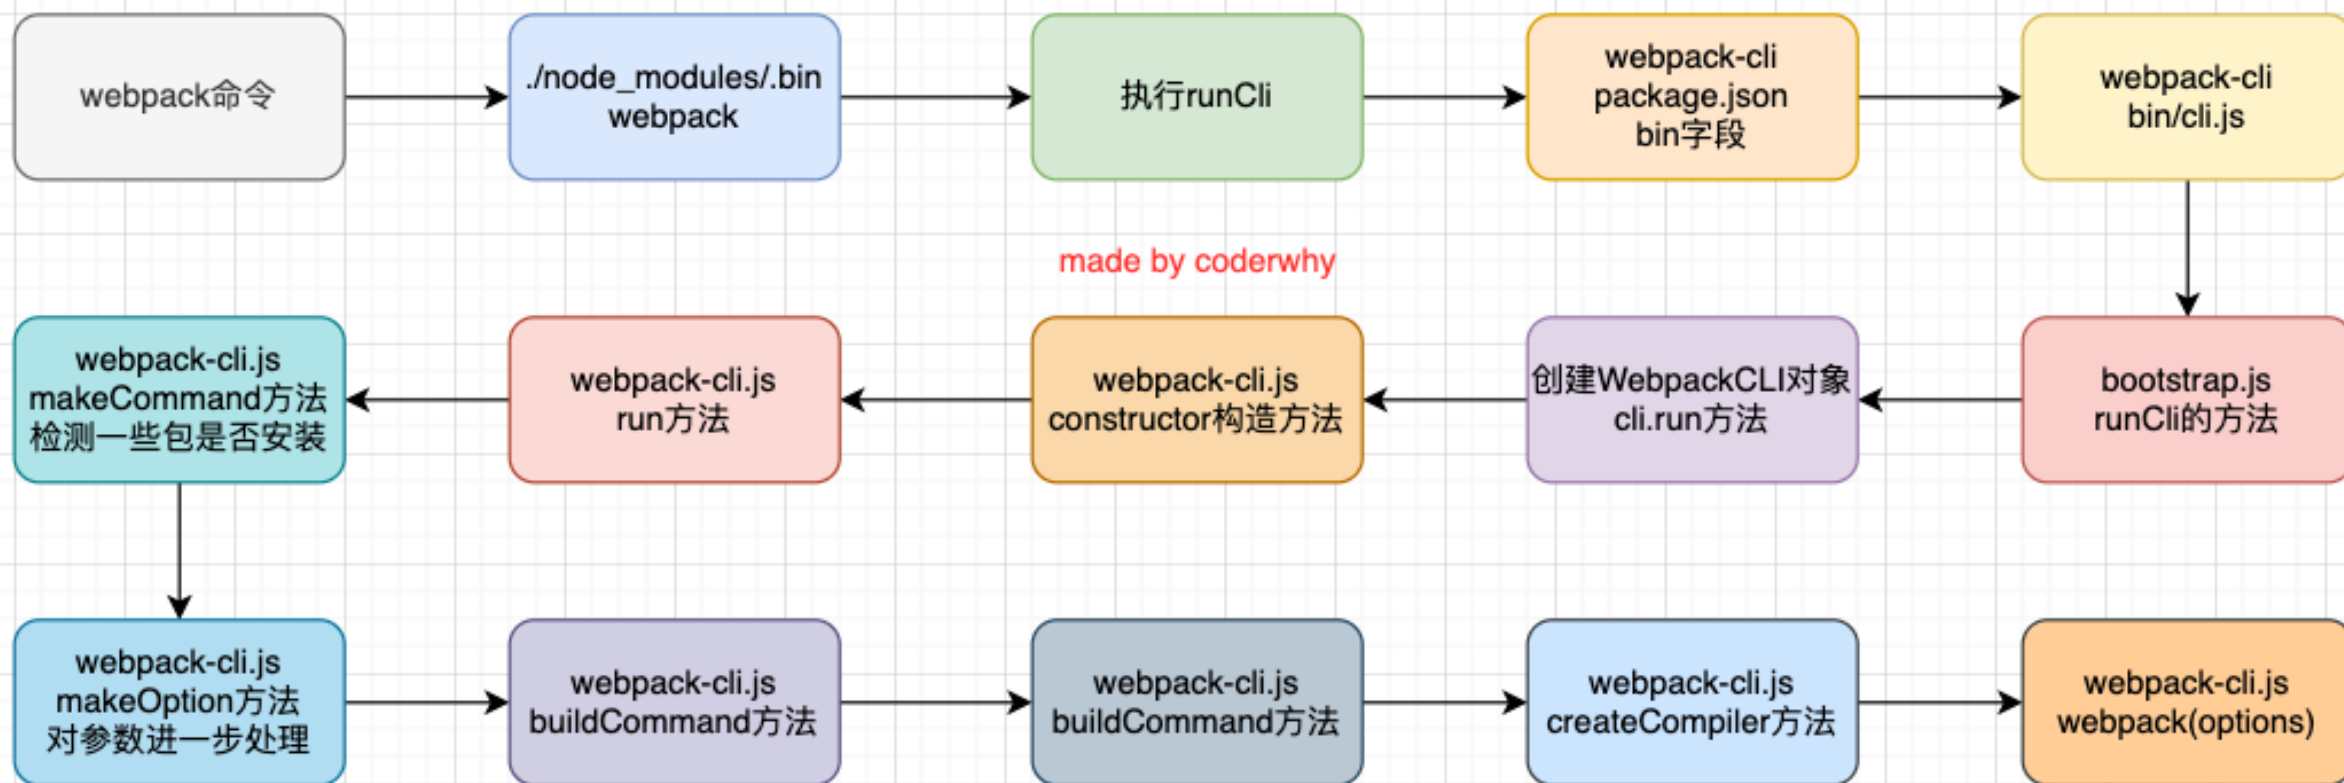 webpack命令
./node_modules/.bin
webpack
执行runCli
webpack-cli
package.json
bin字段
webpack-cli
bin/cli.js
made by coderwhy
webpack-cli.js
makeCommand方法
检测一些包是否安装
webpack-cli.js
run方法
webpack-cli.js
constructor构造方法
创建WebpackCLI对象
cli.run方法
bootstrap.js
runCli的方法
webpack-cli.js
makeOption方法
对参数进一步处理
webpack-cli.js
buildCommand方法
webpack-cli.js
buildCommand方法
webpack-cli.js
createCompiler方法
webpack-cli.js
webpack(options)